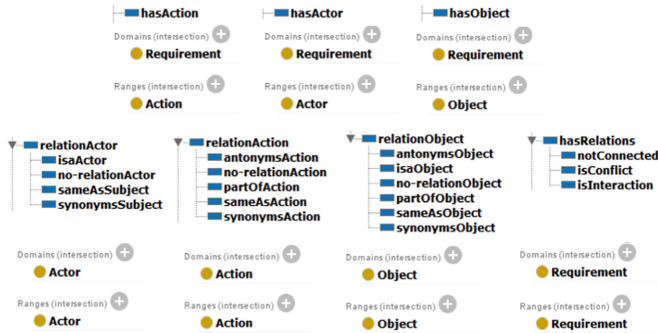 hasAction
Domains (intersection)
Requirement
Ranges (intersection)
Action
hasActor
Domains (intersection)
Requirement
Ranges (intersection)
Actor
hasObject
Domains (intersection)
Requirement
Ranges (intersection)
Object
relationActor
isaActor
no-relationActor
sameAsSubject
synonymsSubject
Domains (intersection)
Actor
Ranges (intersection)
Actor
relationAction
antonymsAction
no-relationAction
partOfAction
sameAsAction
synonymsAction
Domains (intersection)
Action
Ranges (intersection)
Action
relationObject
antonymsObject
isaObject
no-relationObject
partOfObject
sameAsObject
synonymsObject
Domains (intersection)
Object
Ranges (intersection)
Object
hasRelations
notConnected
isConflict
isInteraction
Domains (intersection)
Requirement
Ranges (intersection)
Requirement